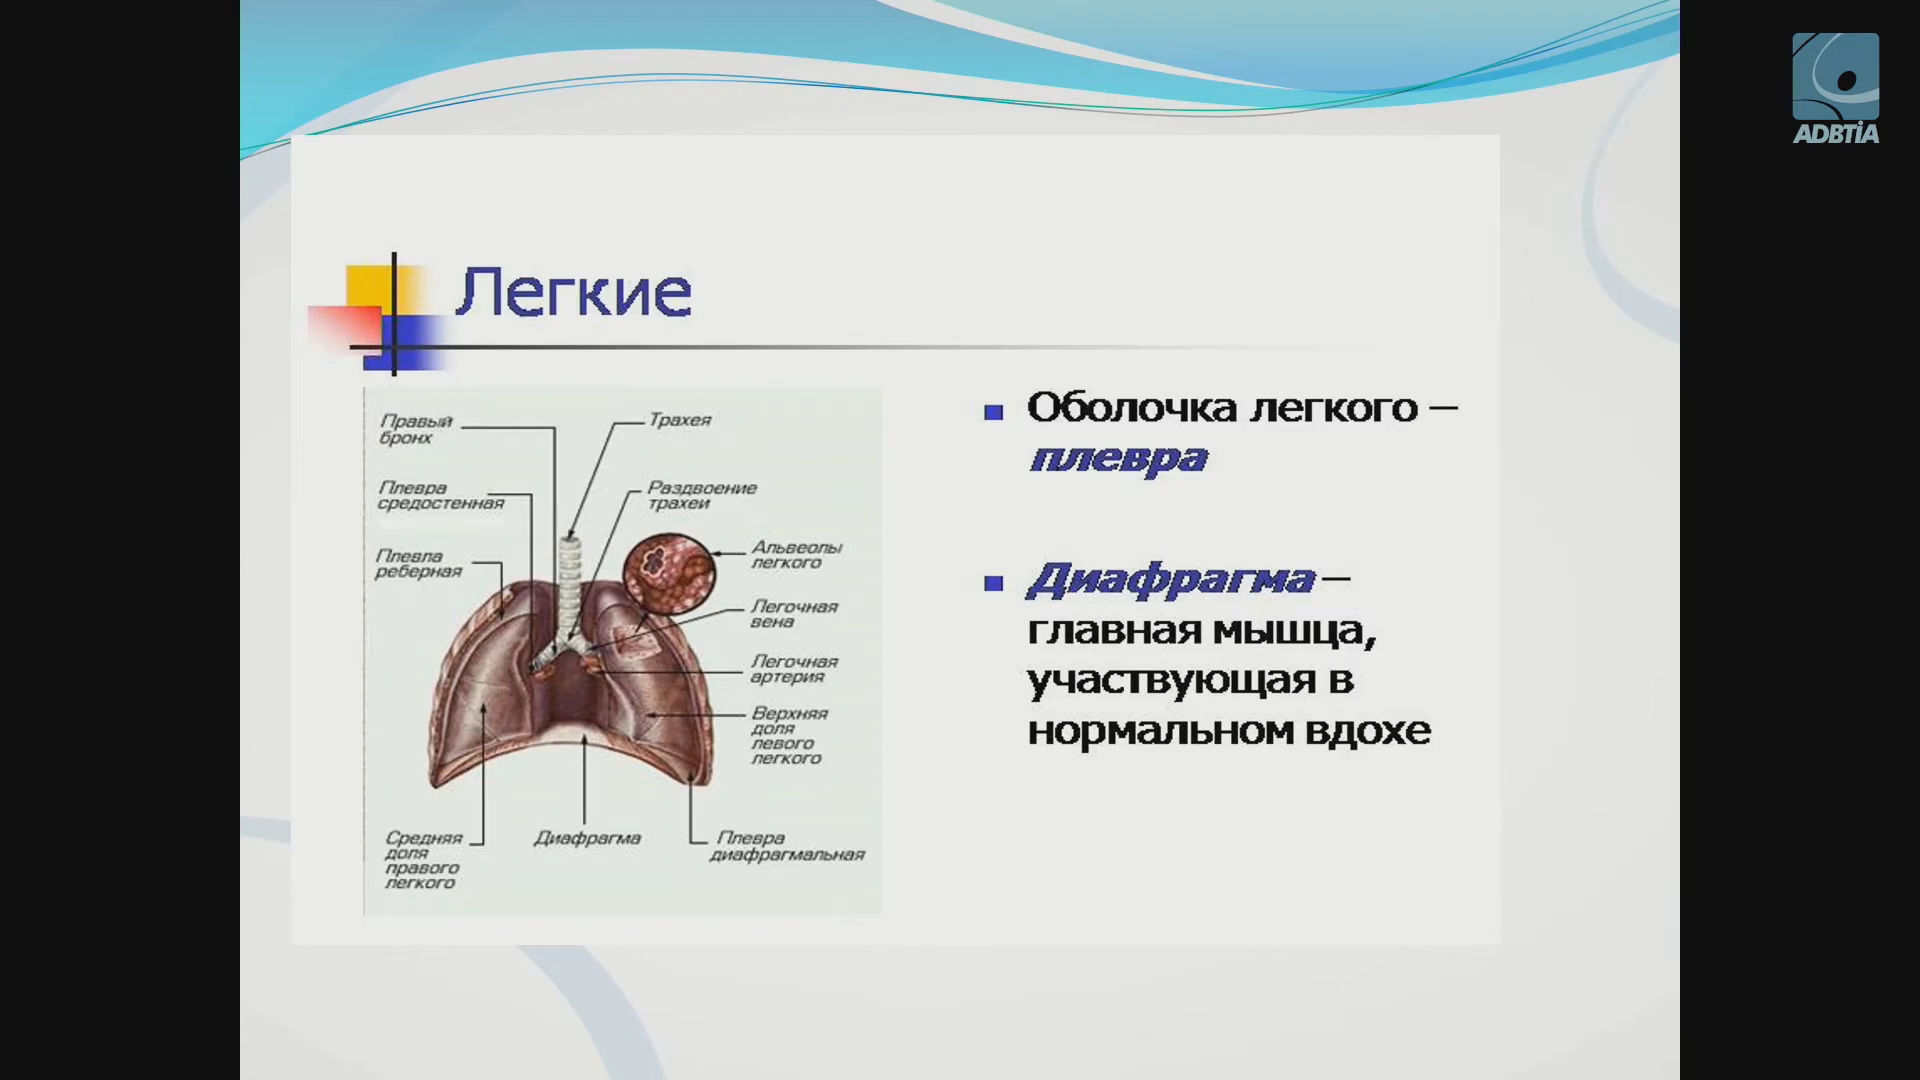 ADBTİA
Легкие
Правый
бронх
Трахея
Плевра
средостенная
Раздвоение
трахеи
Плевла
реберная
Альвеолы
легкого
Легочная
вена
Легочная
артерия
Верхняя
доля
левого
легкого
Средняя
доля
правого
легкого
Диафрагма
Плевра
диафрагмальная
Оболочка легкого –
плевра
Диафрагма –
главная мышца,
участвующая в
нормальном вдохе